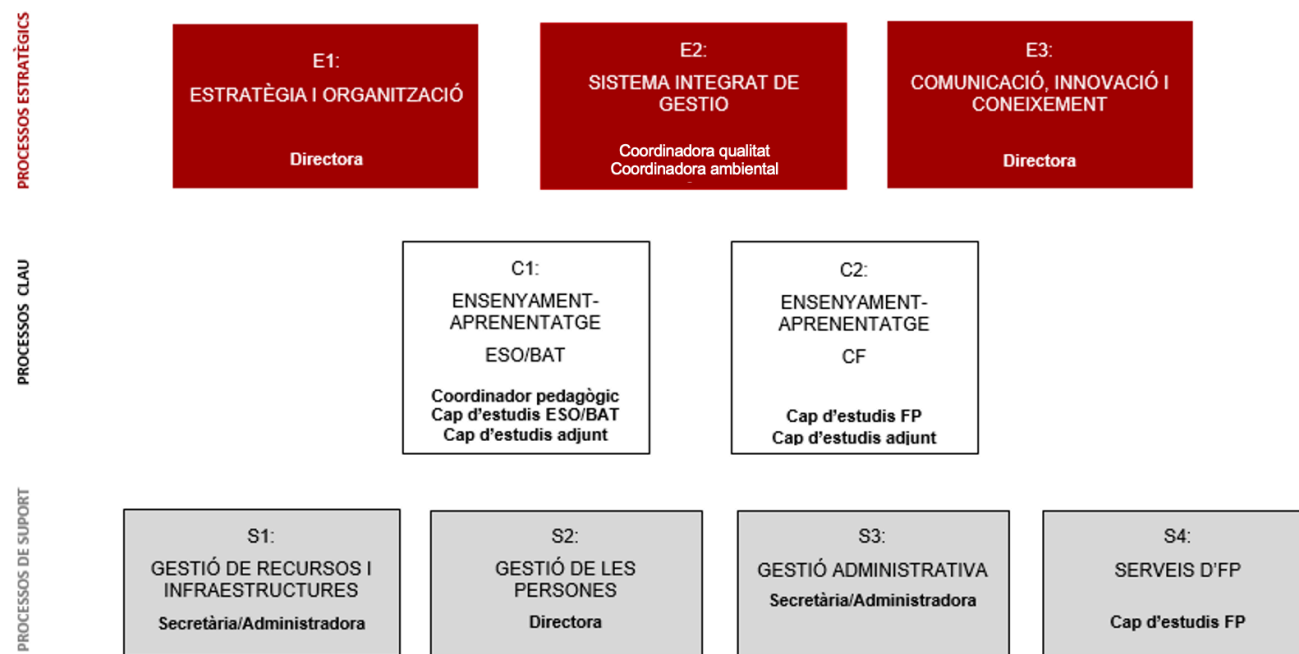 PROCESSOS ESTRATÈGICS
E1:
ESTRATÈGIA I ORGANITZACIÓ
Directora
E2:
SISTEMA INTEGRAT DE
GESTIO
Coordinadora qualitat
Coordinadora ambiental
E3:
COMUNICACIÓ, INNOVACIÓ I
CONEIXEMENT
Directora
PROCESSOS CLAU
C1:
ENSENYAMENT-
APRENENTATGE
ESO/BAT
Coordinador pedagògic
Cap d'estudis ESO/BAT
Cap d'estudis adjunt
C2:
ENSENYAMENT-
APRENENTATGE
CF
Cap d'estudis FP
Cap d'estudis adjunt
PROCESSOS DE SUPORT
S1:
GESTIÓ DE RECURSOS I
INFRAESTRUCTURES
Secretària/Administradora
S2:
GESTIÓ DE LES
PERSONES
Directora
S3:
GESTIÓ ADMINISTRATIVA
Secretària/Administradora
S4:
SERVEIS D'FP
Cap d'estudis FP